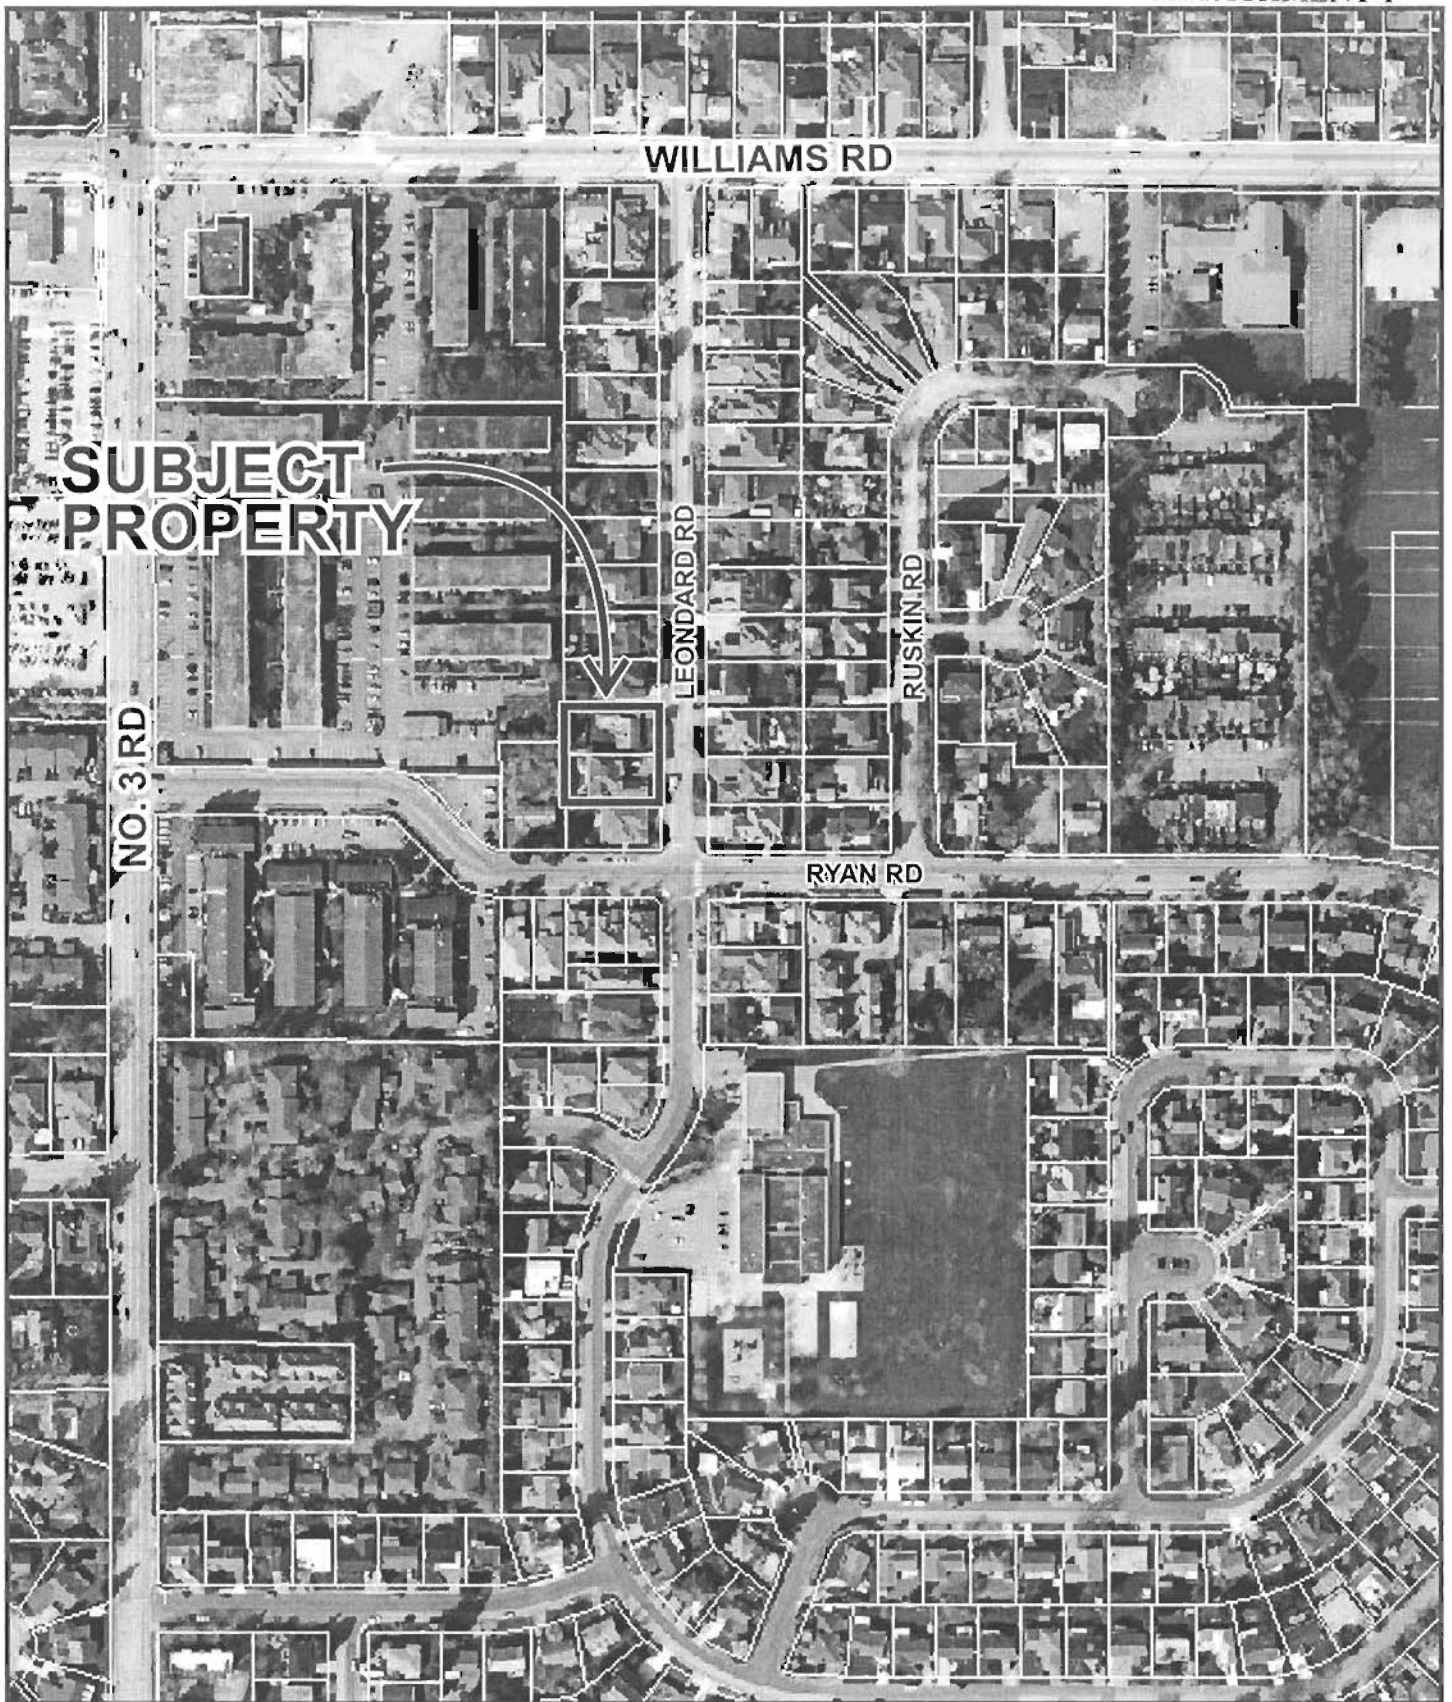 WILLIAMS RD
SUBJECT
PROPERTY
LEONDARD RD
RUSKIN RD
NO. 3 RD
RYAN RD